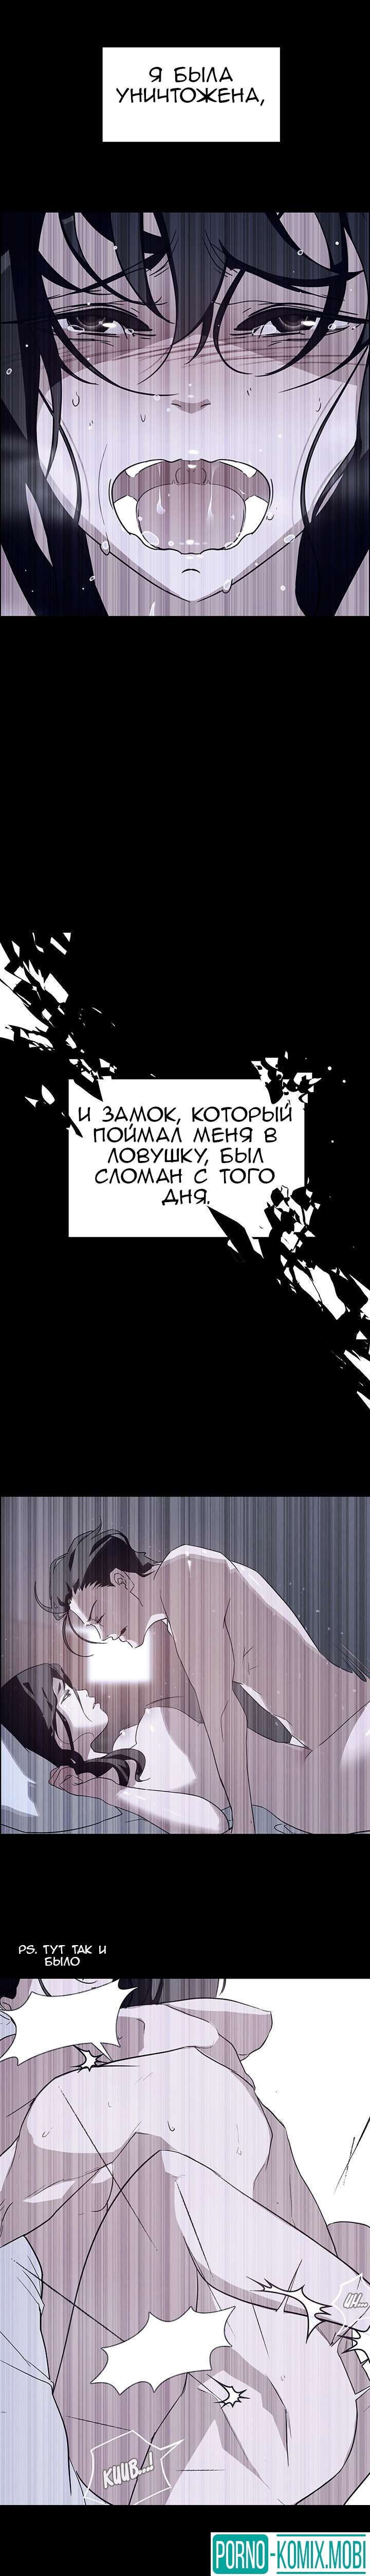 Я БЫЛА
УНИЧТОЖЕНА,
И ЗАМОК, КОТОРЫЙ
ПОЙМАЛ МЕНЯ В
ЛОВУШКУ, БЫЛ
СЛОМАН С ТОГО
ДНЯ.
PS. ТУТ ТАК И
БЫЛО
UH...
KUUB...!
PORNO-KOMIX.MOBI